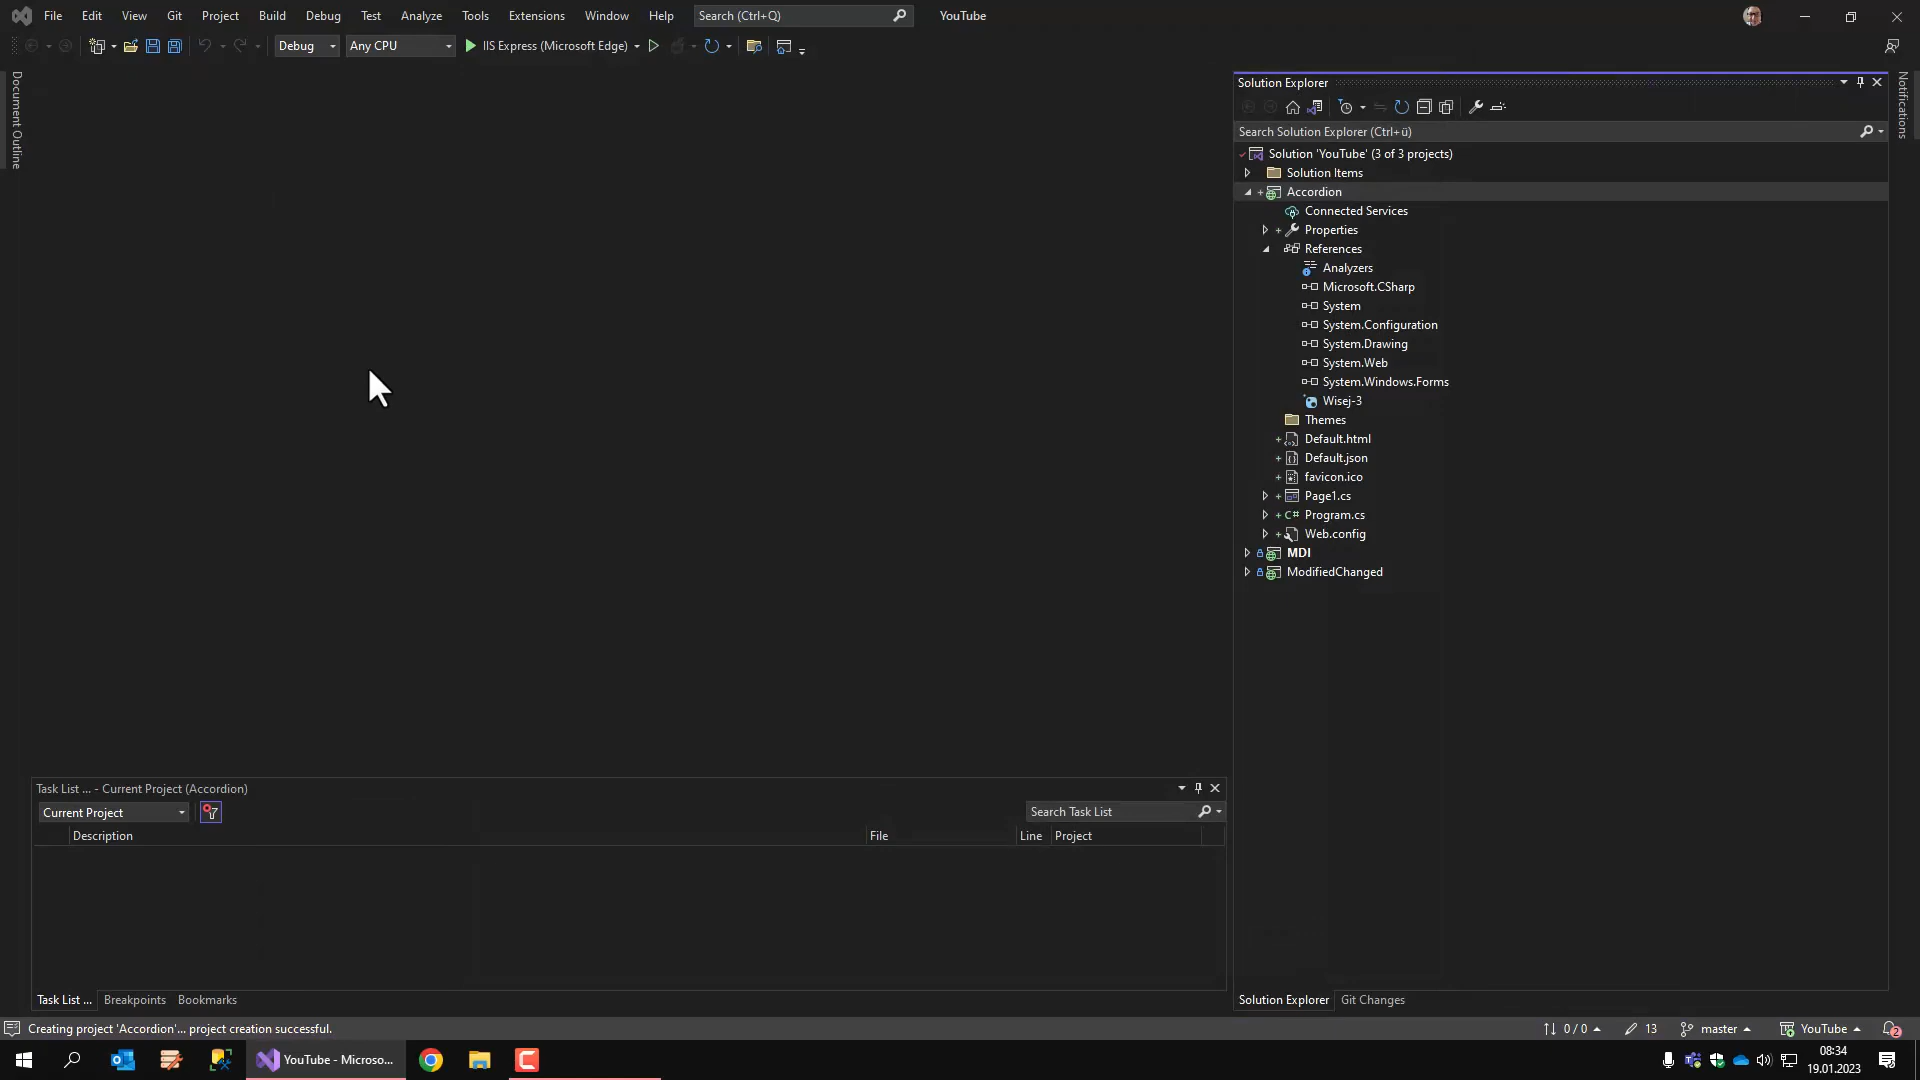 File Edit View Git Project Build Debug Test Analyze Tools Extensions Window Help Search (Ctrl+Q) YouTube
Debug Any CPU IIS Express (Microsoft Edge)
Document Outline
Notifications
Solution Explorer
Search Solution Explorer (Ctrl+ü)
Solution 'YouTube' (3 of 3 projects)
Solution Items
Accordion
Connected Services
Properties
References
Analyzers
Microsoft.CSharp
System
System.Configuration
System.Drawing
System.Web
System.Windows.Forms
Wisej-3
Themes
Default.html
Default.json
favicon.ico
Page1.cs
C# Program.cs
Web.config
MDI
ModifiedChanged
Task List ... - Current Project (Accordion)
Current Project Search Task List
Description File Line Project
Task List ... Breakpoints Bookmarks
Solution Explorer Git Changes
Creating project 'Accordion'... project creation successful. 0 / 0 13 master YouTube 2
YouTube - Microso... 08:34
19.01.2023